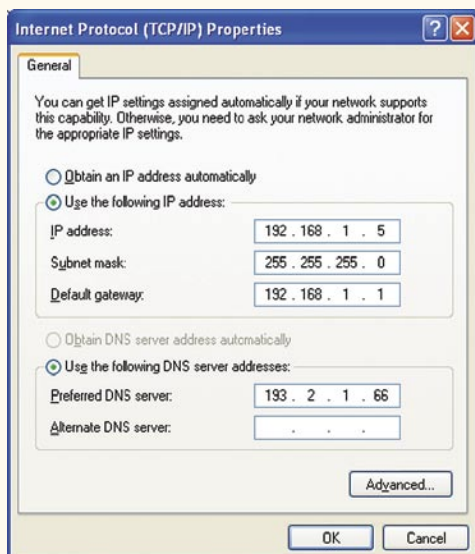 Internet Protocol (TCP/IP) Properties
General
You can get IP settings assigned automatically if your network supports
this capability. Otherwise, you need to ask your network administrator for
the appropriate IP settings.
Obtain an IP address automatically
Use the following IP address:
IP address: 192 . 168 . 1 . 5
Subnet mask: 255 . 255 . 255 . 0
Default gateway: 192 . 168 . 1 . 1
Obtain DNS server address automatically
Use the following DNS server addresses:
Preferred DNS server: 193 . 2 . 1 . 66
Alternate DNS server: . . .
Advanced...
OK Cancel